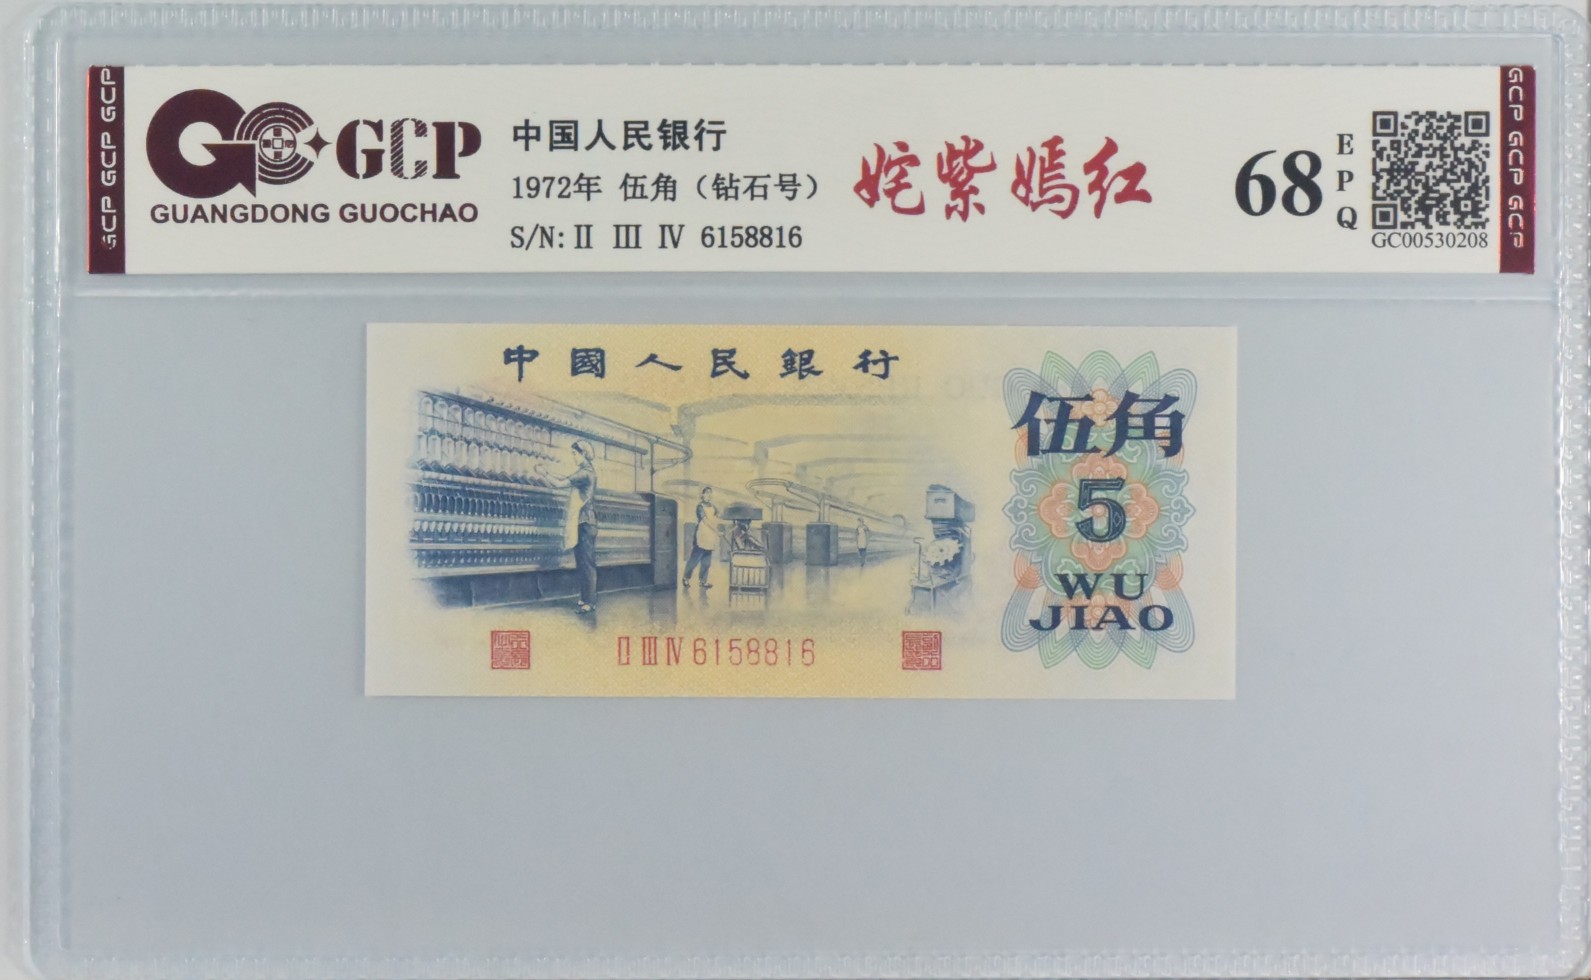 GCP GCP GCP
GCP
GUANGDONG GUOCHAO
中国人民银行
1972年 伍角（钻石号）
S/N: II III IV 6158816
姹紫嫣红
68
EPQ
GC00530208
GCP GCP GCP
中國人民銀行
伍角
5
WU
JIAO
II III IV 6158816